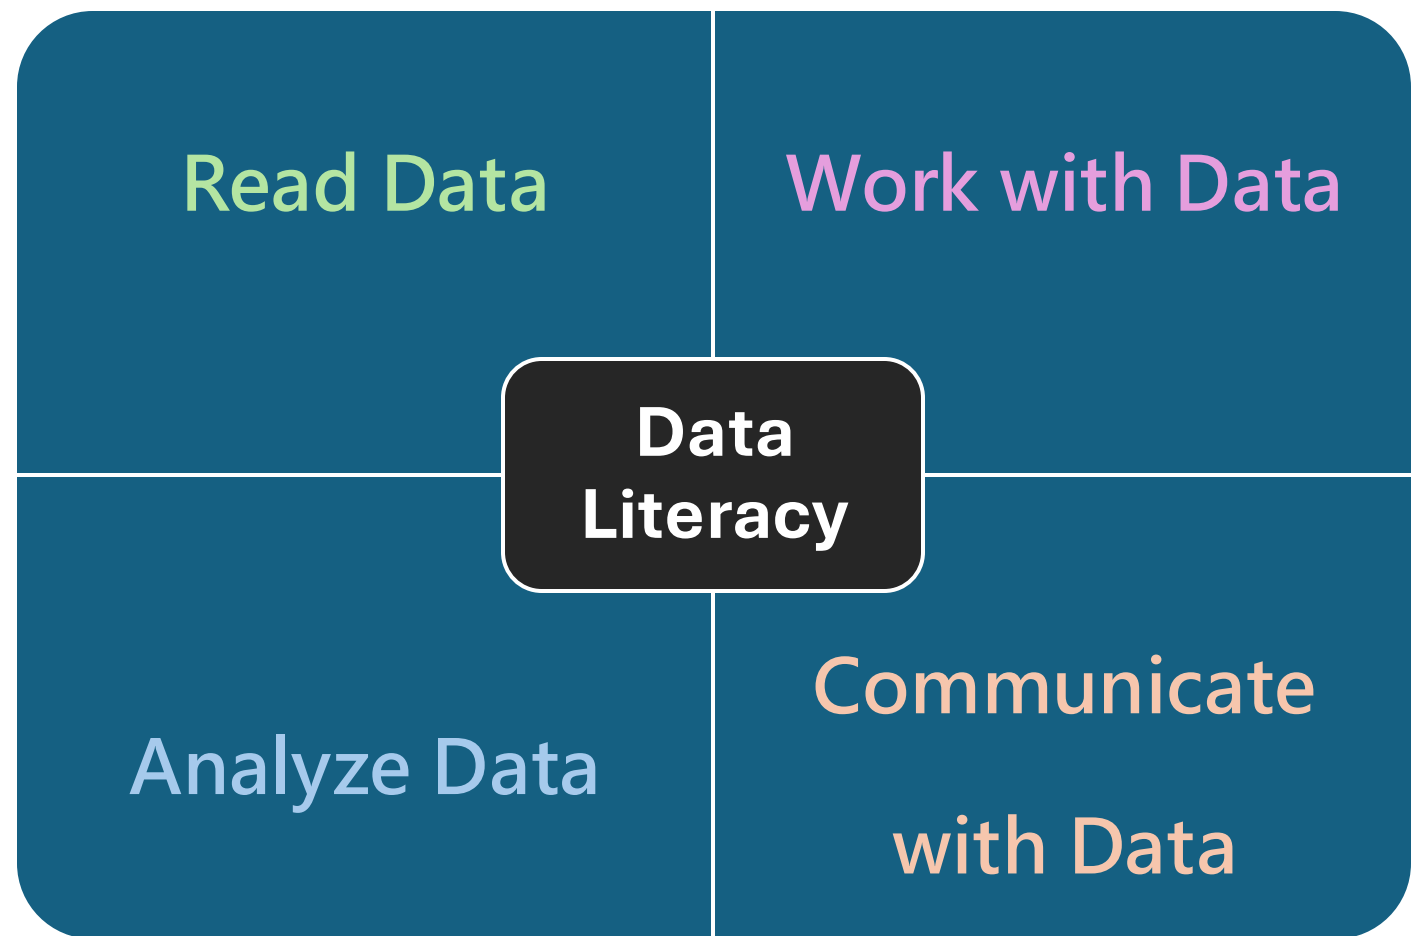 Read Data
Work with Data
Data
Literacy
Analyze Data
Communicate
with Data